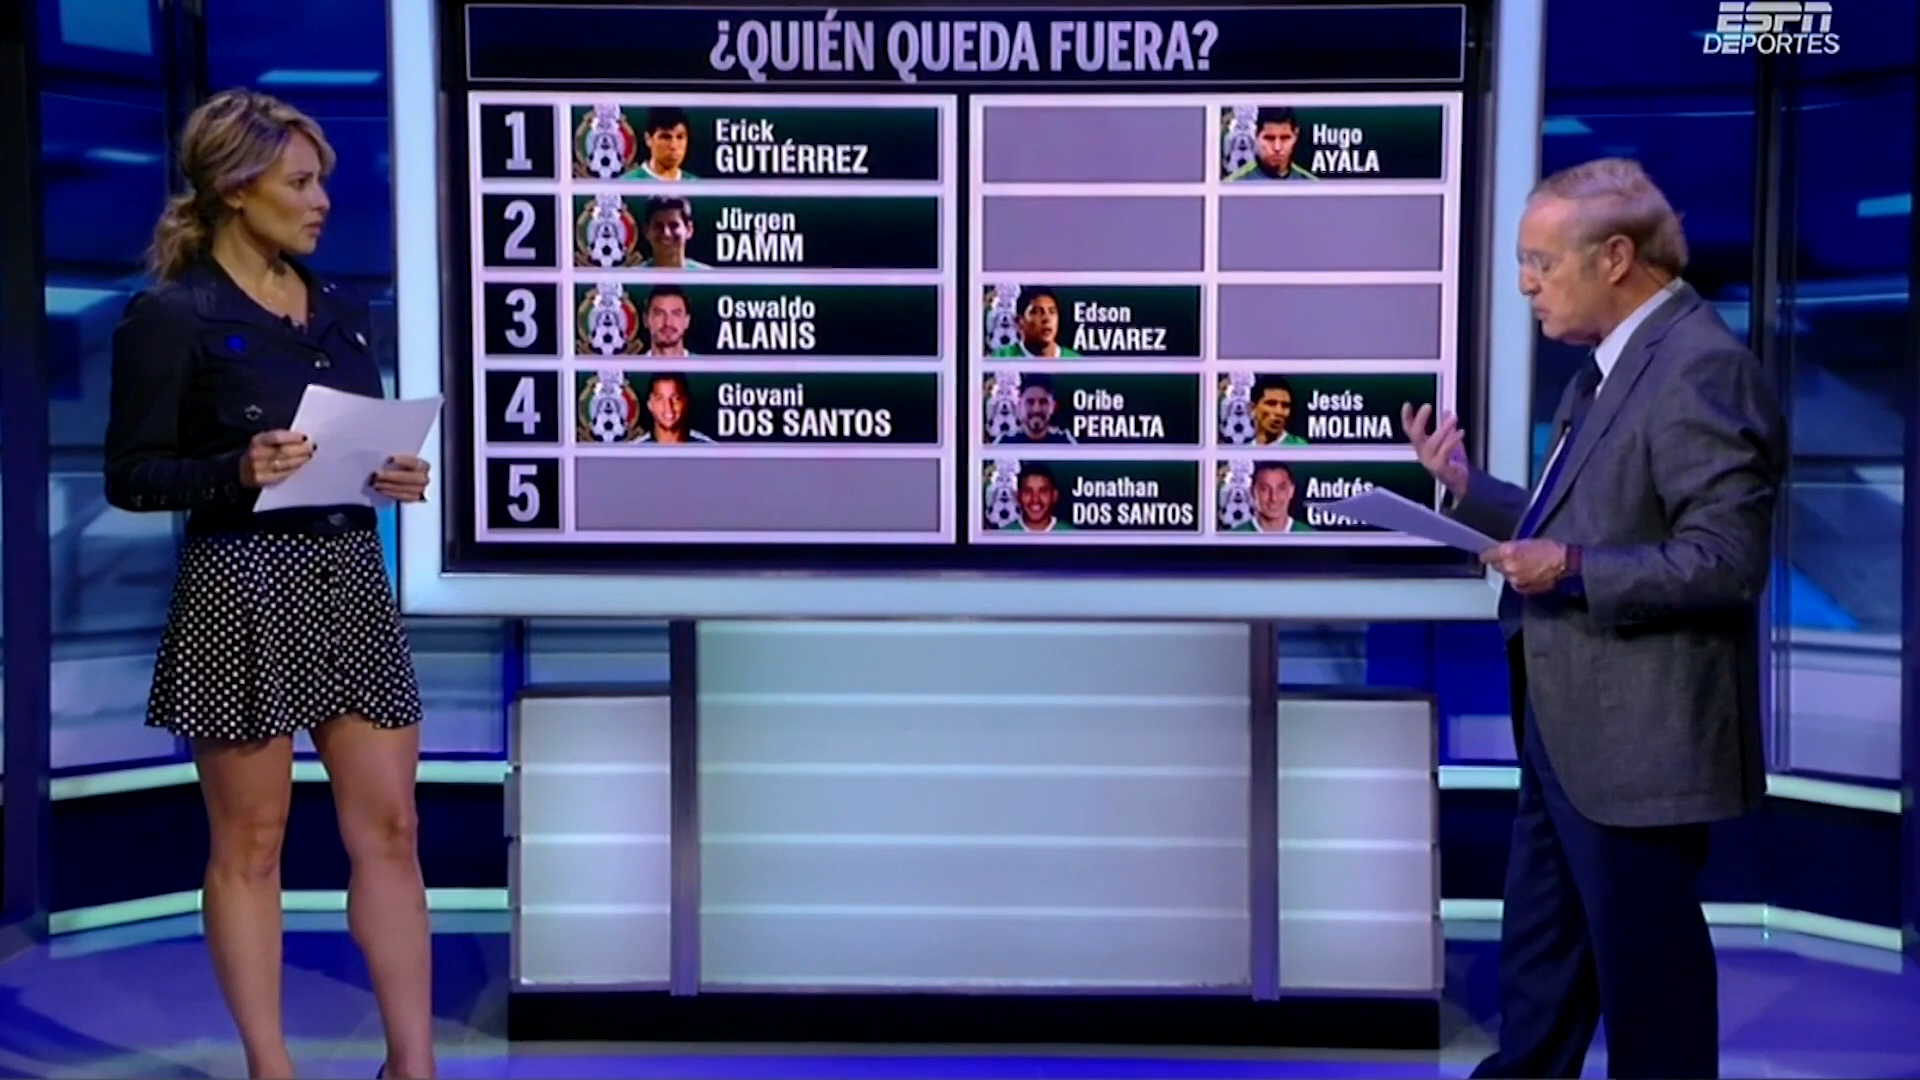 ESPN
DEPORTES
¿QUIÉN QUEDA FUERA?
1
Erick
GUTIÉRREZ
Hugo
AYALA
2
Jürgen
DAMM
3
Oswaldo
ALANÍS
Edson
ÁLVAREZ
4
Giovani
DOS SANTOS
Oribe
PERALTA
Jesús
MOLINA
5
Jonathan
DOS SANTOS
Andrés